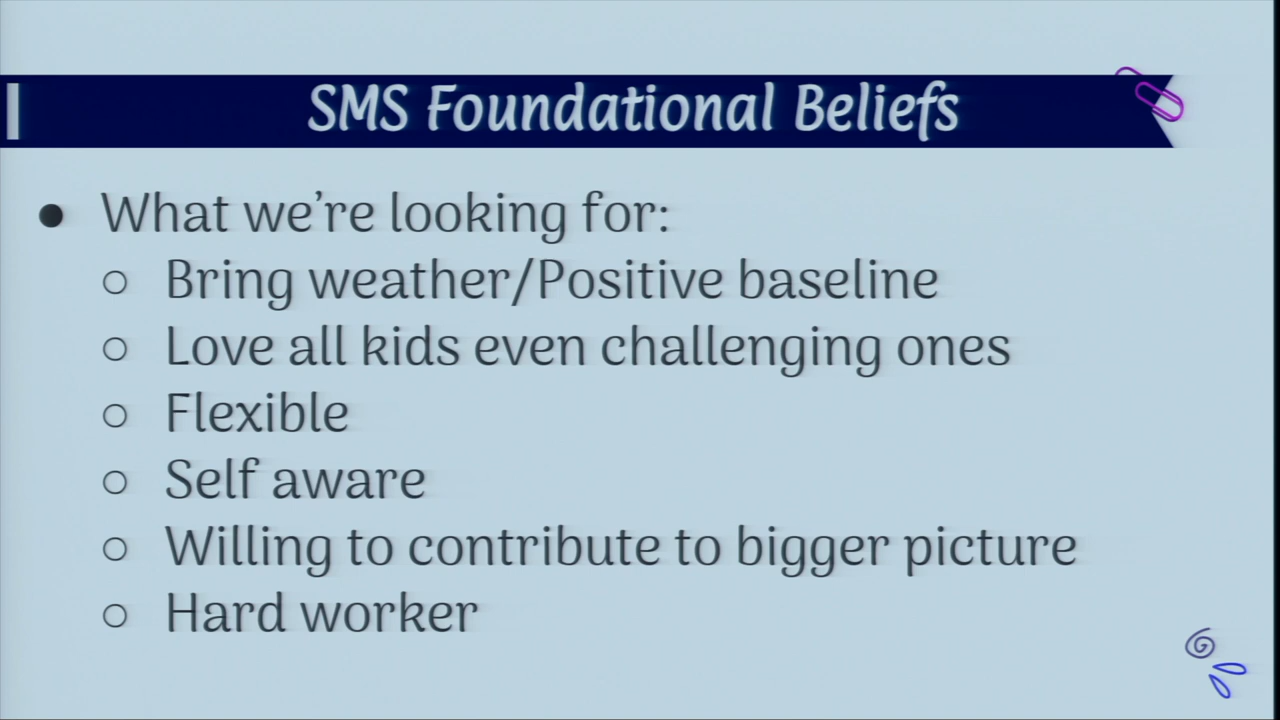 SMS Foundational Beliefs
● What we're looking for:
○ Bring weather/Positive baseline
○ Love all kids even challenging ones
○ Flexible
○ Self aware
○ Willing to contribute to bigger picture
○ Hard worker